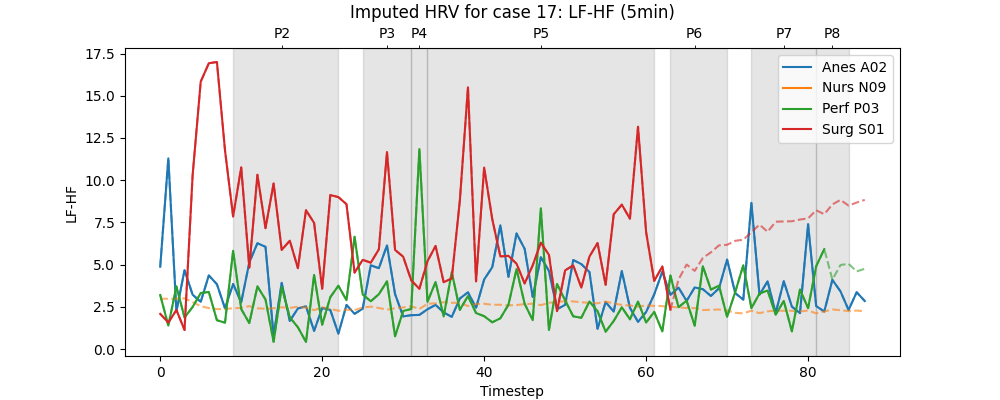 Imputed HRV for case 17: LF-HF (5min)
P2 P3 P4 P5 P6 P7 P8
17.5
15.0
12.5
10.0
7.5
5.0
2.5
0.0
LF-HF
Anes A02
Nurs N09
Perf P03
Surg S01
0 20 40 60 80
Timestep